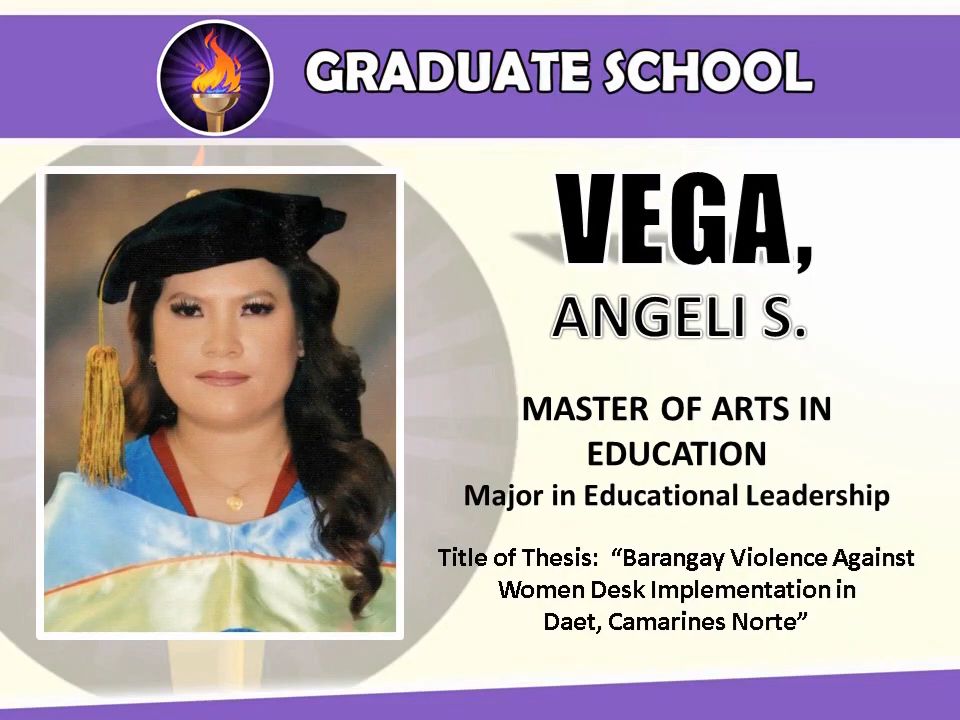 GRADUATE SCHOOL
VEGA,
ANGELI S.
MASTER OF ARTS IN
EDUCATION
Major in Educational Leadership
Title of Thesis:  “Barangay Violence Against
Women Desk Implementation in
Daet, Camarines Norte”